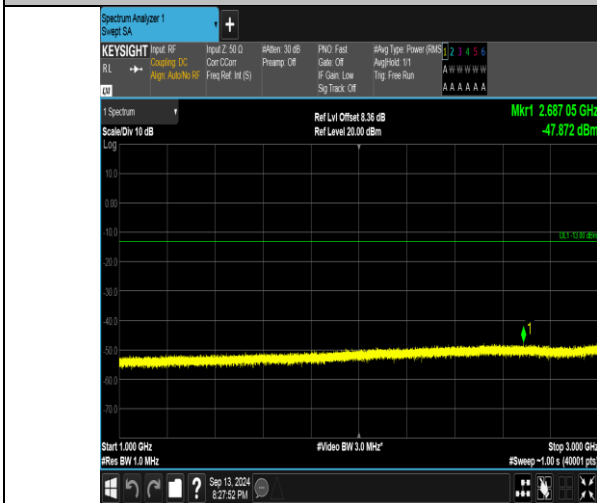 Spectrum Analyzer 1
Swept SA
+
KEYSIGHT
RL
Input: RF
Coupling: DC
Align: Auto/No RF
Input Z: 50 Ω
Corr CCorr
Freq Ref: Int (S)
#Atten: 30 dB
Preamp: Off
PNO: Fast
Gate: Off
IF Gain: Low
Sig Track: Off
#Avg Type: Power (RMS
Avg|Hold: 1/1
Trig: Free Run
1 2 3 4 5 6
A W W W W W
A A A A A A
1 Spectrum
Scale/Div 10 dB
Log
Ref Lvl Offset 8.36 dB
Ref Level 20.00 dBm
Mkr1 2.687 05 GHz
-47.872 dBm
10.0
0.00
-10.0
DL1 -13.00 dBm
-20.0
-30.0
-40.0
1
-50.0
-60.0
-70.0
Start 1.000 GHz
#Res BW 1.0 MHz
#Video BW 3.0 MHz*
Stop 3.000 GHz
#Sweep ~1.00 s (40001 pts)
?
Sep 13, 2024
8:27:52 PM